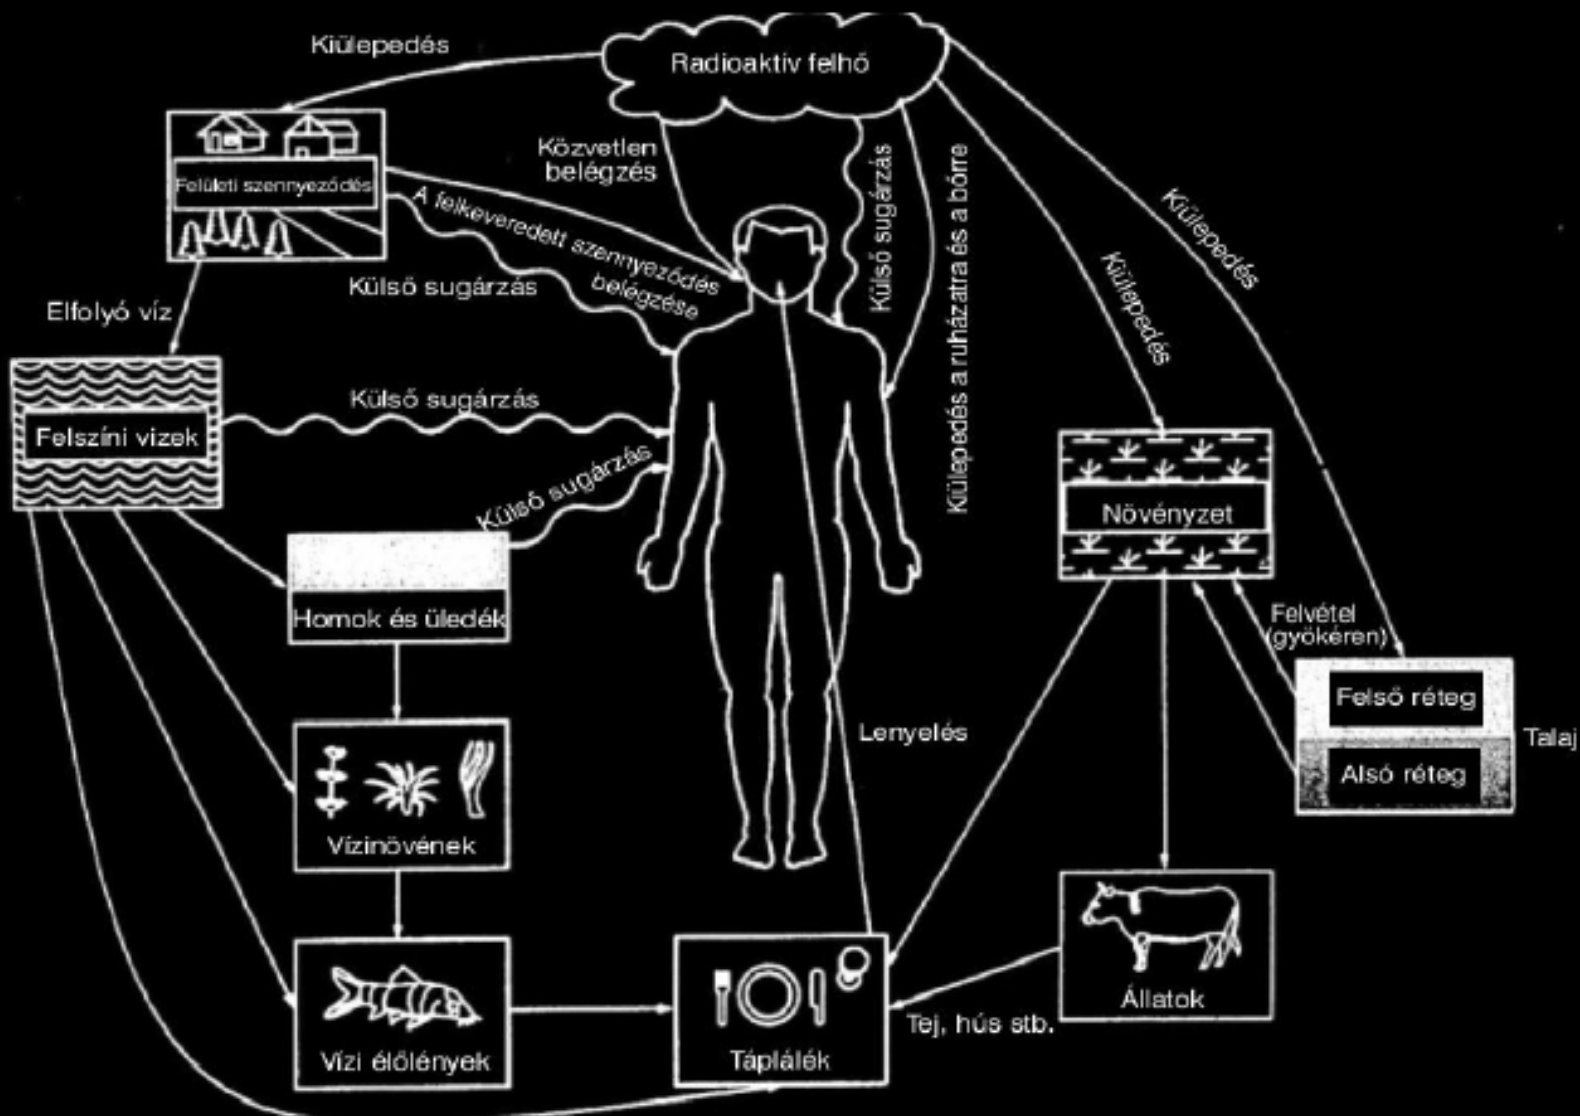 Kiülepedés
Radioaktív felhő
Közvetlen
belégzés
Felületi szennyeződés
A felkeveredett szennyeződés
belégzése
Külső sugárzás
Külső sugárzás
Kiülepedés a ruházatra és a bőrre
Kiülepedés
Kiülepedés
Elfolyó víz
Külső sugárzás
Felszíni vizek
Külső sugárzás
Növényzet
Homok és üledék
Felvétel
(gyökéren)
Felső réteg
Talaj
Alsó réteg
Lenyelés
Vízinövének
Állatok
Tej, hús stb.
Vízi élőlények
Táplálék